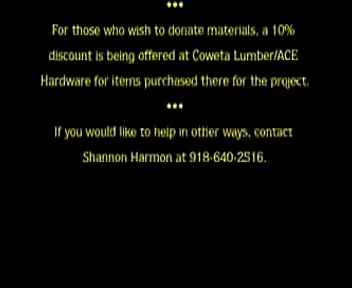 •••
For those who wish to donate materials, a 10%
discount is being offered at Coweta Lumber/ACE
Hardware for items purchased there for the project.
•••
If you would like to help in other ways, contact
Shannon Harmon at 918-640-2516.